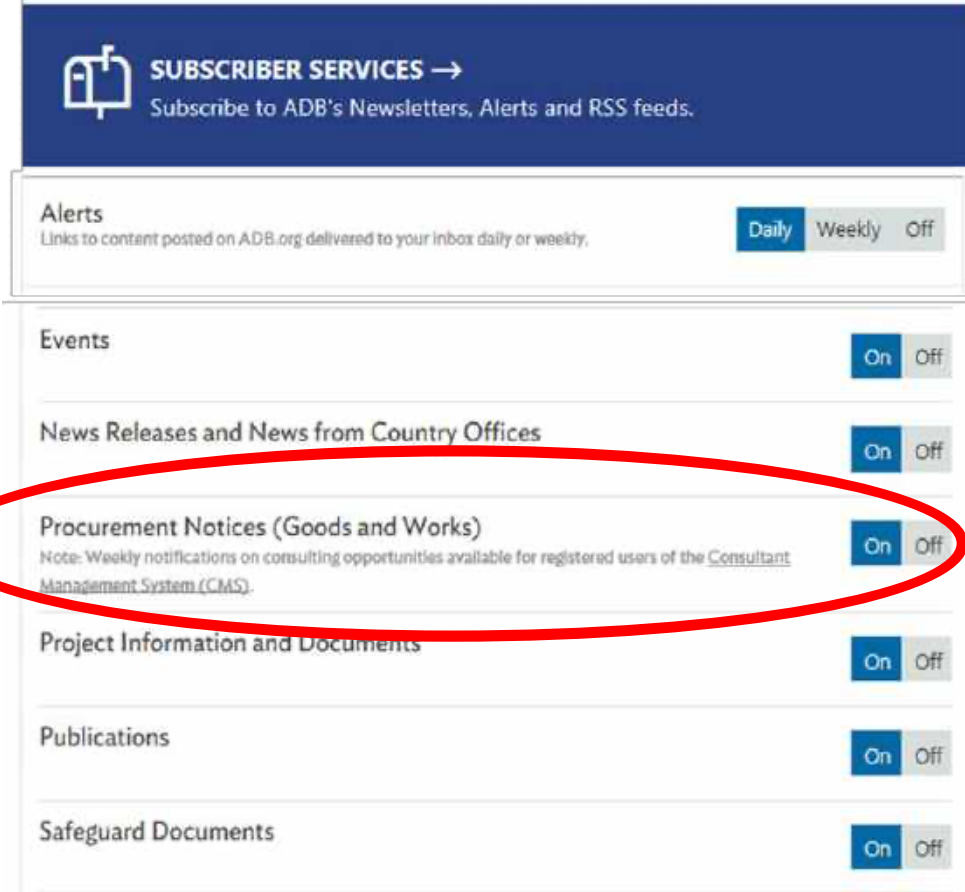 SUBSCRIBER SERVICES →
Subscribe to ADB's Newsletters, Alerts and RSS feeds.
Alerts
Links to content posted on ADB.org delivered to your inbox daily or weekly.
Daily Weekly Off
Events
On Off
News Releases and News from Country Offices
On Off
Procurement Notices (Goods and Works)
Note: Weekly notifications on consulting opportunities available for registered users of the Consultant
Management System (CMS).
On Off
Project Information and Documents
On Off
Publications
On Off
Safeguard Documents
On Off